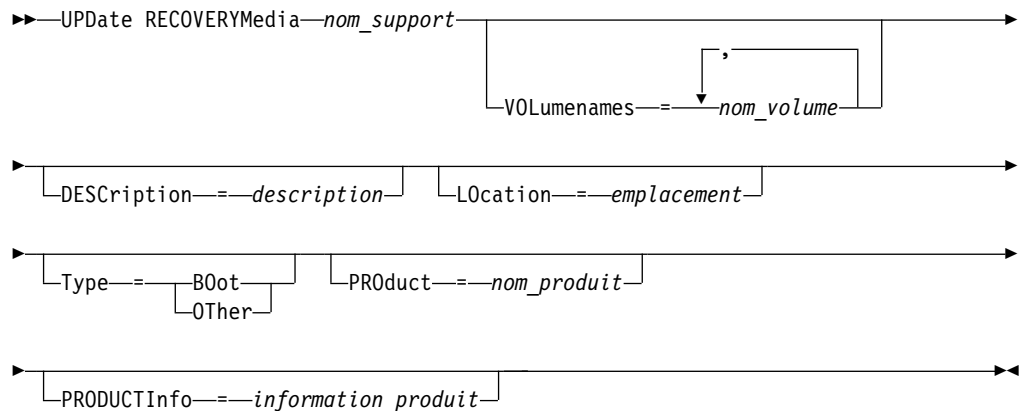 UPDate RECOVERYMedia nom_support
,
VOLumenames = nom_volume
DESCription = description LOcation = emplacement
Type = BOot PROduct = nom_produit
OTher
PRODUCTInfo = information produit